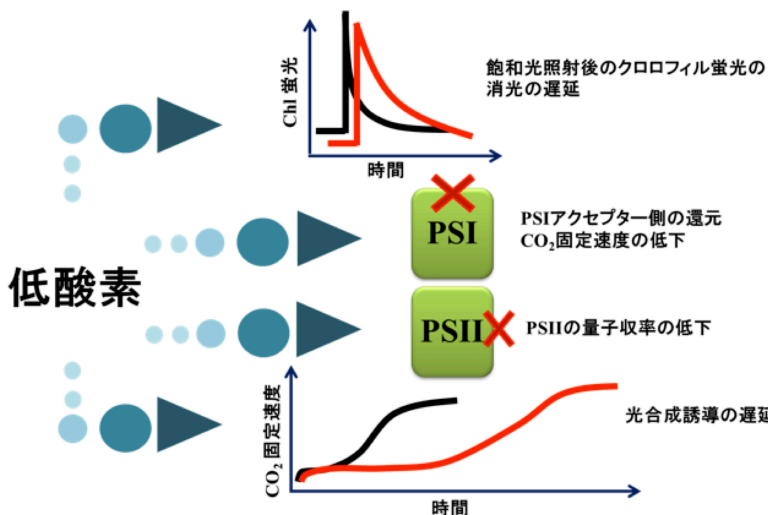 Chl 蛍光
時間
飽和光照射後のクロロフィル蛍光の
消光の遅延
PSI
PSIアクセプター側の還元
CO₂固定速度の低下
低酸素
PSII
PSIIの量子収率の低下
CO₂ 固定速度
時間
光合成誘導の遅延